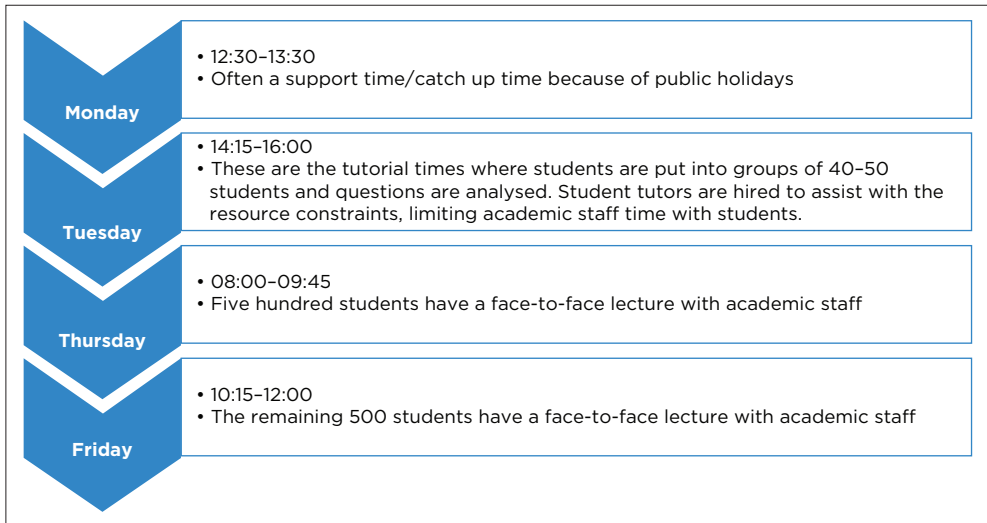 Monday
• 12:30–13:30
• Often a support time/catch up time because of public holidays
Tuesday
• 14:15–16:00
• These are the tutorial times where students are put into groups of 40–50
students and questions are analysed. Student tutors are hired to assist with the
resource constraints, limiting academic staff time with students.
Thursday
• 08:00–09:45
• Five hundred students have a face-to-face lecture with academic staff
Friday
• 10:15–12:00
• The remaining 500 students have a face-to-face lecture with academic staff